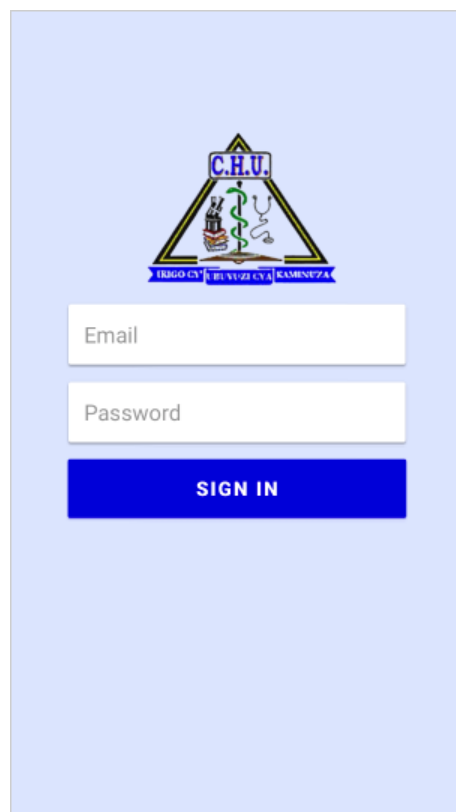 C.H.U.
IKIGO CY' UBUVUZI CYA KAMINUZA
Email
Password
SIGN IN